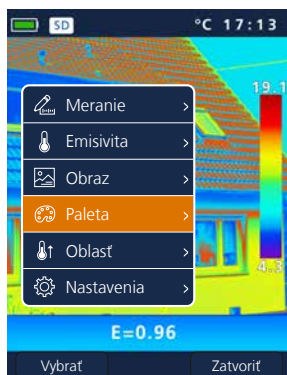 SD °C 17:13
19.1
Meranie
Emisivita
Obraz
Paleta
Oblasť
Nastavenia
4.3
E=0.96
Vybrať Zatvoriť